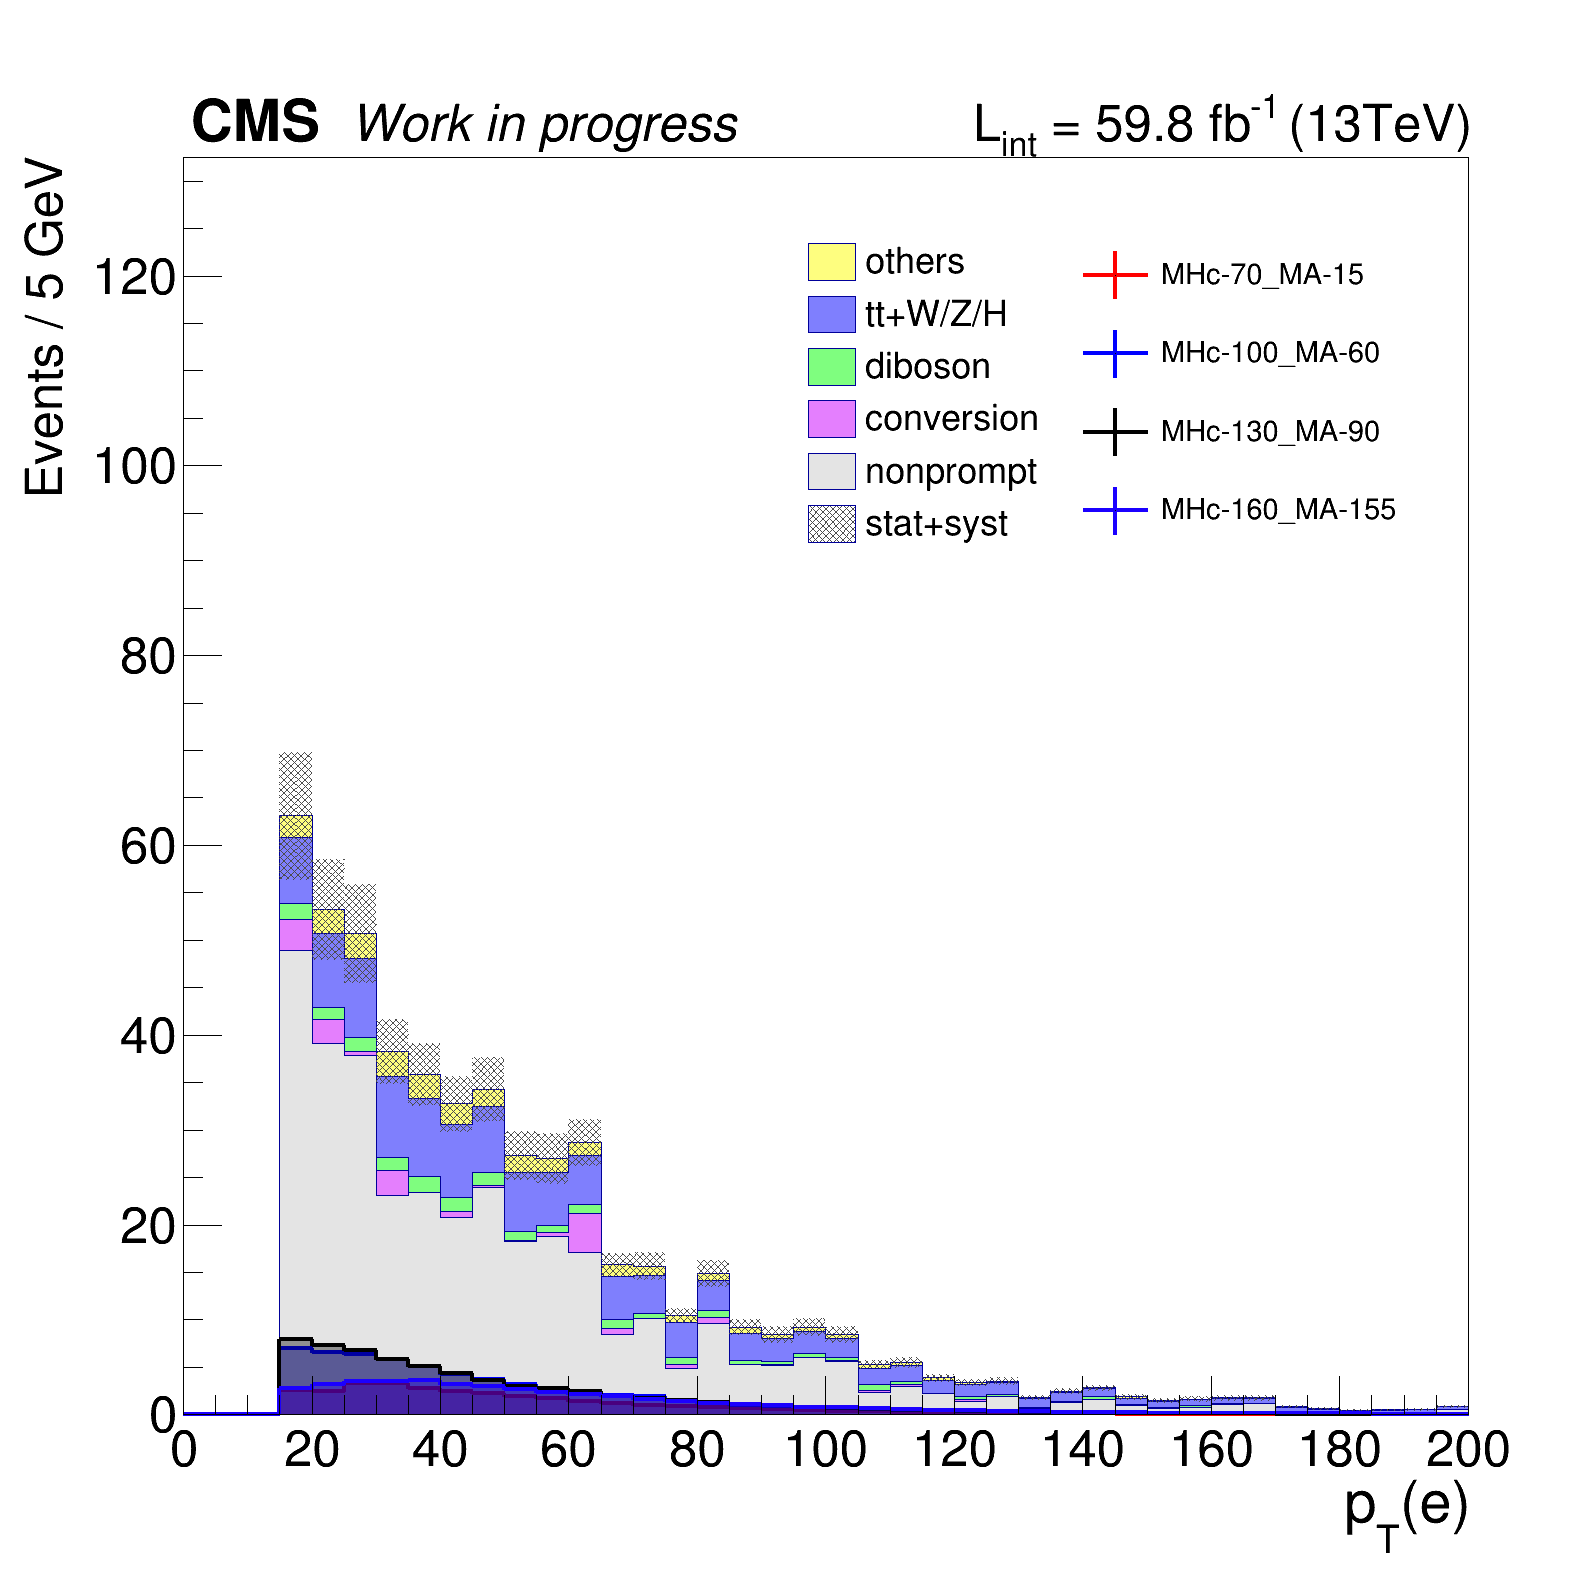 CMS Work in progress
L_int = 59.8 fb^-1 (13TeV)
Events / 5 GeV
others
tt+W/Z/H
diboson
conversion
nonprompt
stat+syst
MHc-70_MA-15
MHc-100_MA-60
MHc-130_MA-90
MHc-160_MA-155
120
100
80
60
40
20
0
0 20 40 60 80 100 120 140 160 180 200
p_T(e)